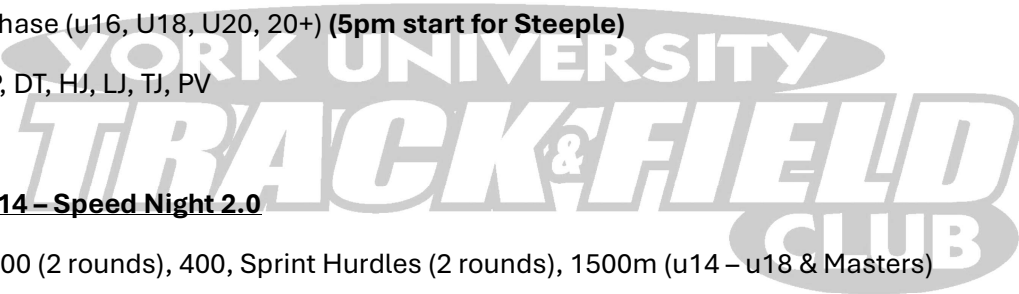 hase (u16, U18, U20, 20+) (5pm start for Steeple)
YORK UNIVERSITY
, DT, HJ, LJ, TJ, PV
TRACK & FIELD
14 – Speed Night 2.0
CLUB
00 (2 rounds), 400, Sprint Hurdles (2 rounds), 1500m (u14 – u18 & Masters)